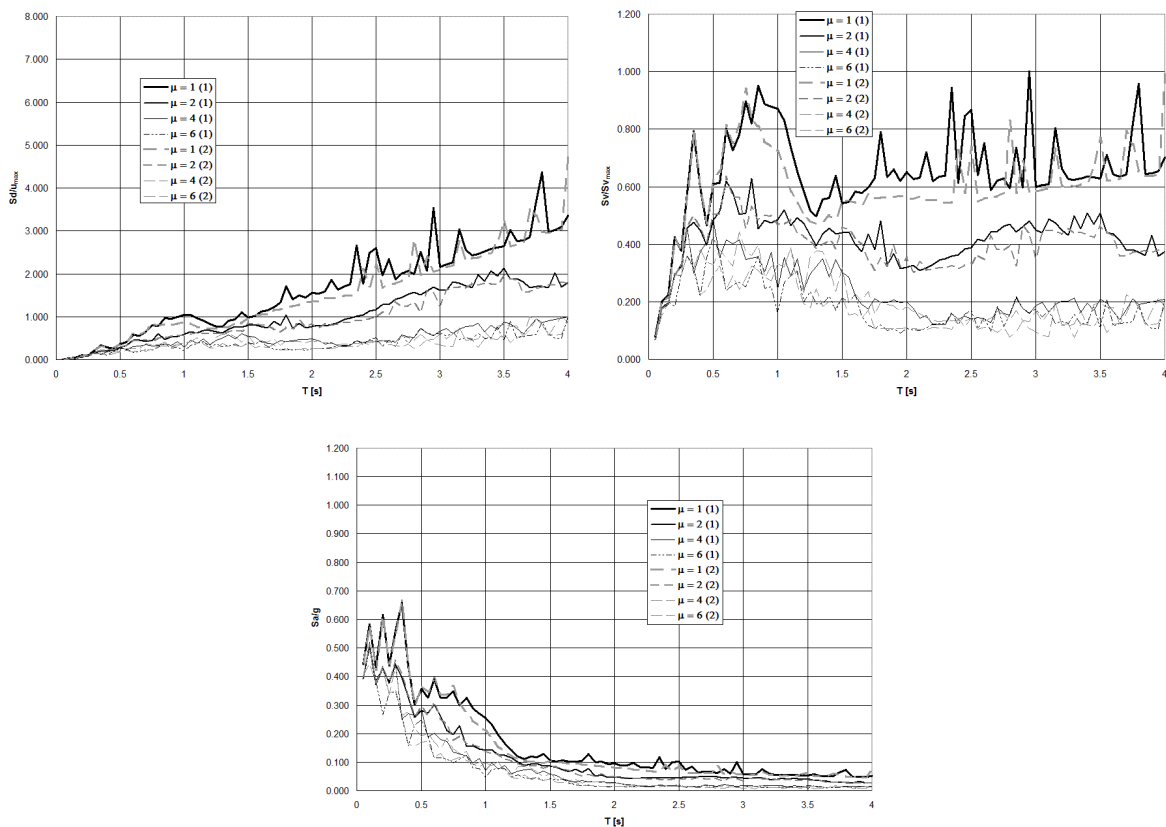 8.000
7.000
6.000
5.000
4.000
3.000
2.000
1.000
0.000
Sd/u_max
0 0.5 1 1.5 2 2.5 3 3.5 4
T [s]
μ = 1 (1)
μ = 2 (1)
μ = 4 (1)
μ = 6 (1)
μ = 1 (2)
μ = 2 (2)
μ = 4 (2)
μ = 6 (2)
1.200
1.000
0.800
0.600
0.400
0.200
0.000
Sv/Sv_max
0 0.5 1 1.5 2 2.5 3 3.5 4
T [s]
μ = 1 (1)
μ = 2 (1)
μ = 4 (1)
μ = 6 (1)
μ = 1 (2)
μ = 2 (2)
μ = 4 (2)
μ = 6 (2)
1.200
1.100
1.000
0.900
0.800
0.700
0.600
0.500
0.400
0.300
0.200
0.100
0.000
Sa/g
0 0.5 1 1.5 2 2.5 3 3.5 4
T [s]
μ = 1 (1)
μ = 2 (1)
μ = 4 (1)
μ = 6 (1)
μ = 1 (2)
μ = 2 (2)
μ = 4 (2)
μ = 6 (2)